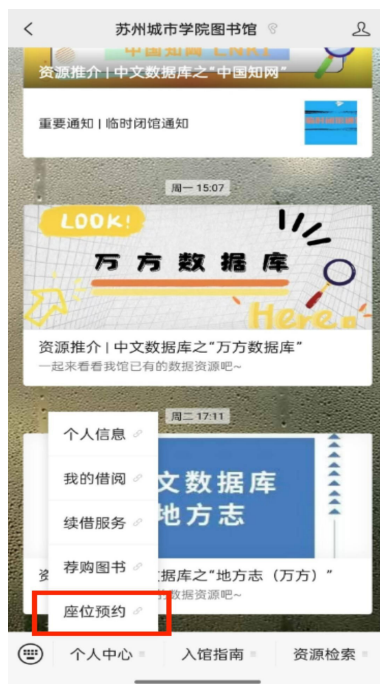 苏州城市学院图书馆
中国知网(CNKI
资源推介 | 中文数据库之“中国知网”
重要通知 | 临时闭馆通知
周一 15:07
LOOK!
万方数据库
Here
资源推介 | 中文数据库之“万方数据库”
一起来看看我馆已有的数据资源吧~
周二 17:11
文数据库
地方志
资
据库之“地方志（万方）”
数据资源吧~
个人信息
我的借阅
续借服务
荐购图书
座位预约
个人中心
入馆指南
资源检索